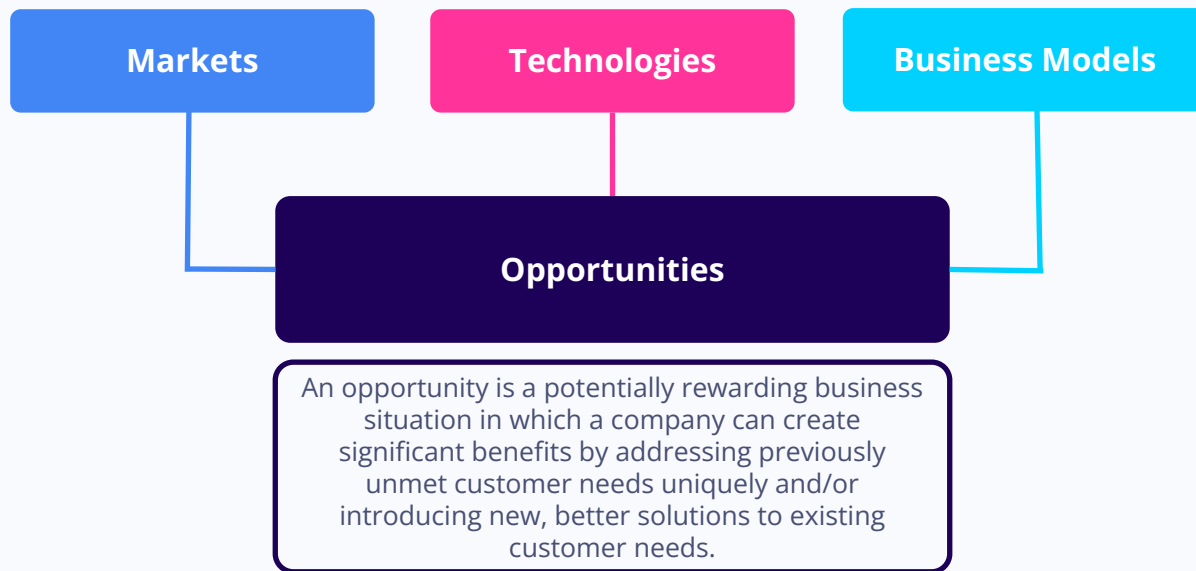 Markets
Technologies
Business Models
Opportunities
An opportunity is a potentially rewarding business
situation in which a company can create
significant benefits by addressing previously
unmet customer needs uniquely and/or
introducing new, better solutions to existing
customer needs.